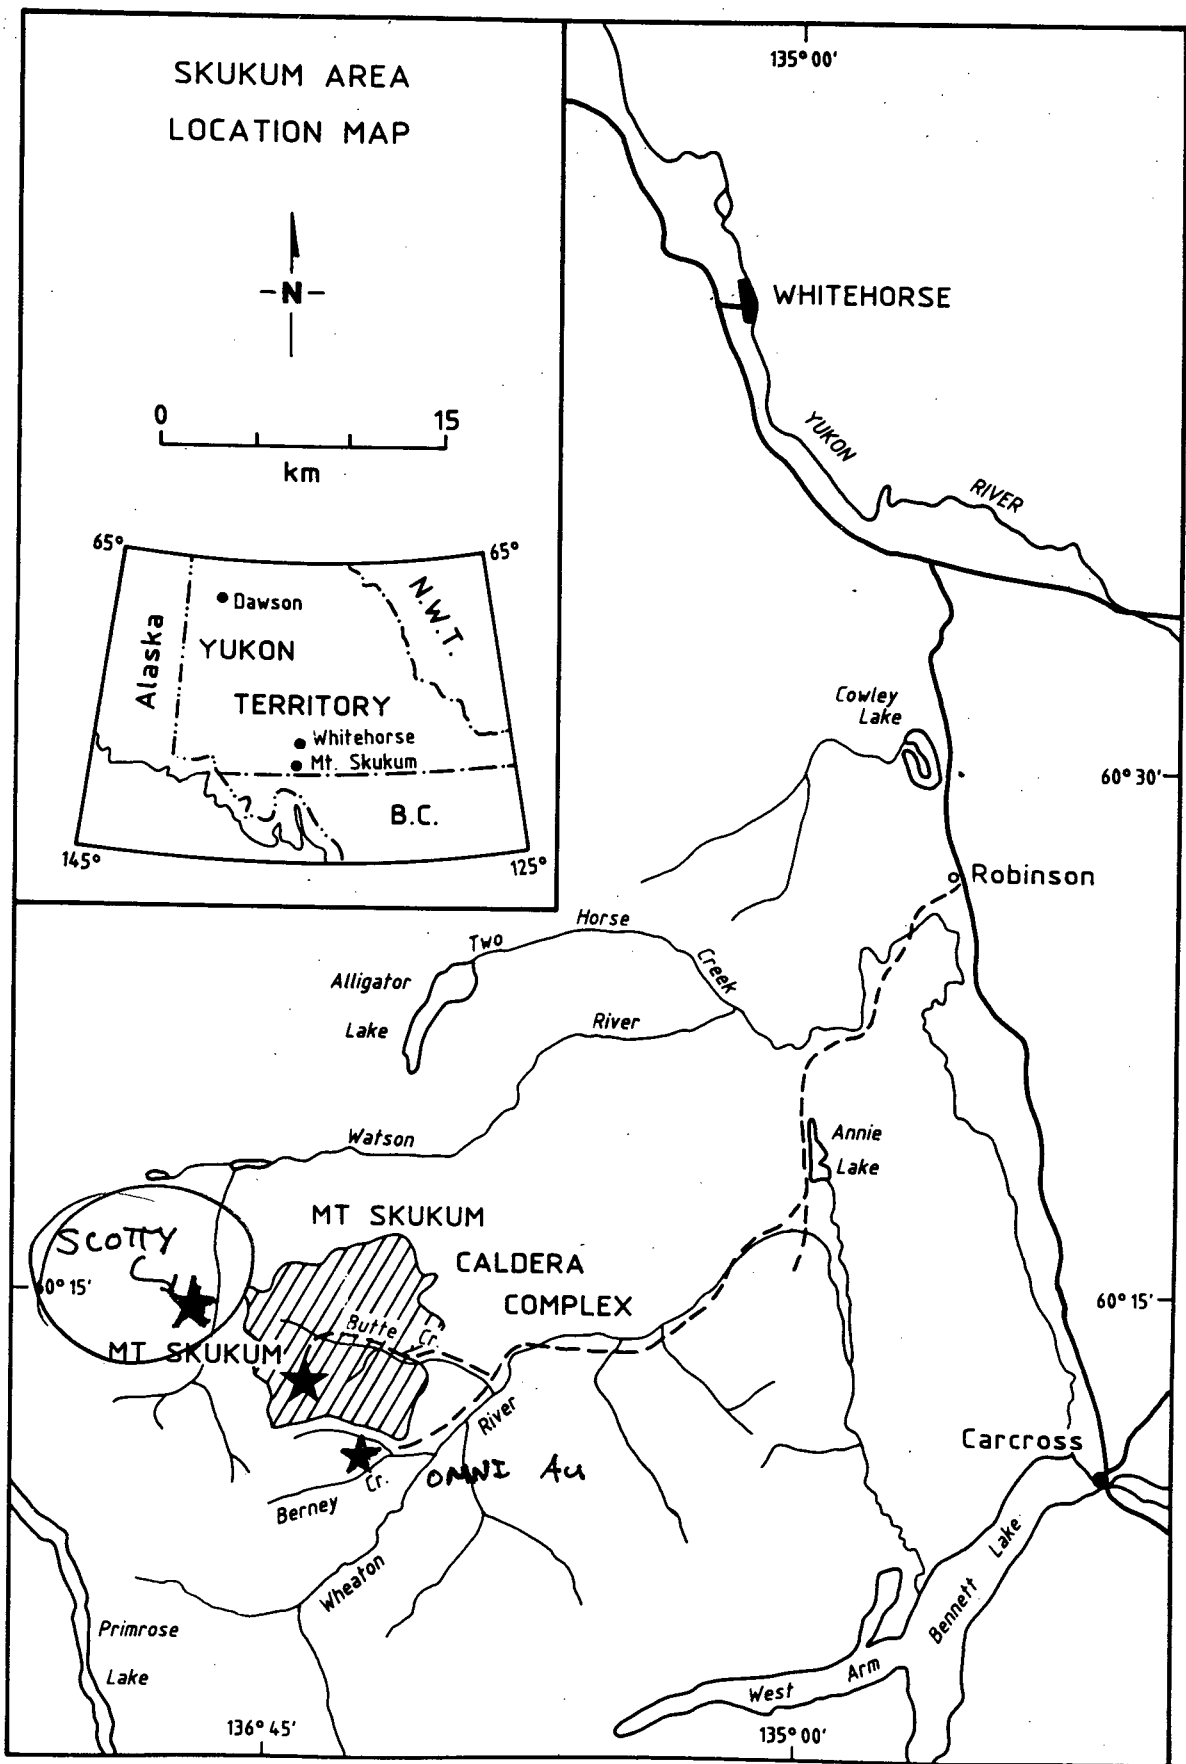 SKUKUM AREA
LOCATION MAP
135° 00'
-N-
0 15
km
WHITEHORSE
YUKON
RIVER
65° 65°
Dawson
N.W.T.
Alaska
YUKON
TERRITORY
Whitehorse
Mt. Skukum
B.C.
145° 125°
Cowley
Lake
60° 30'
Robinson
Two Horse
Creek
Alligator
Lake
River
Watson
Annie
Lake
MT SKUKUM
CALDERA
COMPLEX
SCOTTY
60° 15'
60° 15'
MT SKUKUM
Butte Cr.
River
Carcross
OMNI Au
Berney Cr.
Wheaton
Primrose
Lake
Bennett Lake
West Arm
136° 45'
135° 00'